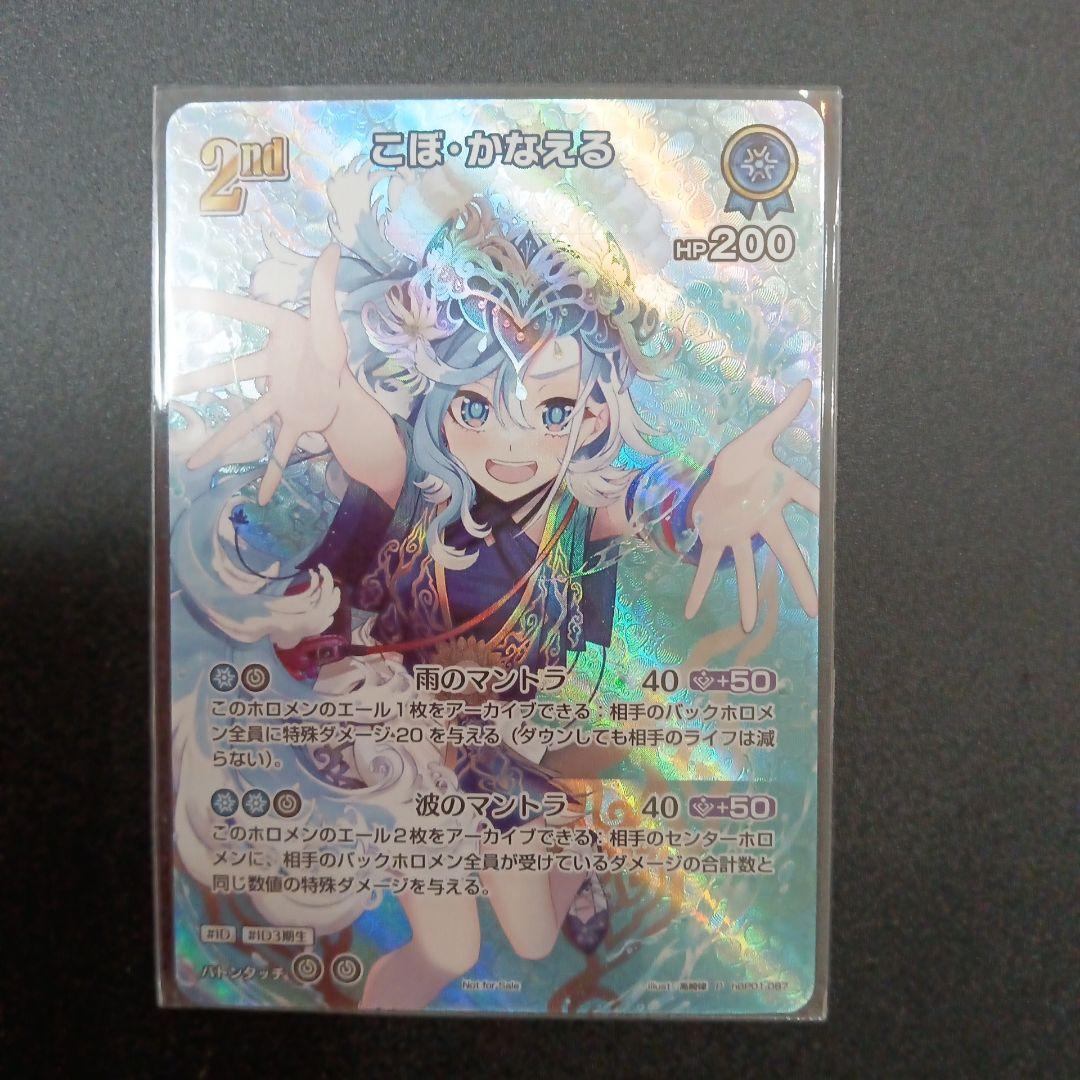 2nd
こぼ・かなえる
HP200
雨のマントラ 40 +50
このホロメンのエール1枚をアーカイブできる：相手のバックホロメ
ン全員に特殊ダメージ20を与える（ダウンしても相手のライフは減
らない）。
波のマントラ 40 +50
このホロメンのエール2枚をアーカイブできる：相手のセンターホロ
メンに、相手のバックホロメン全員が受けているダメージの合計数と
同じ数値の特殊ダメージを与える。
#ID #ID3期生
バトンタッチ
Not for Sale
illust. hBP01-087